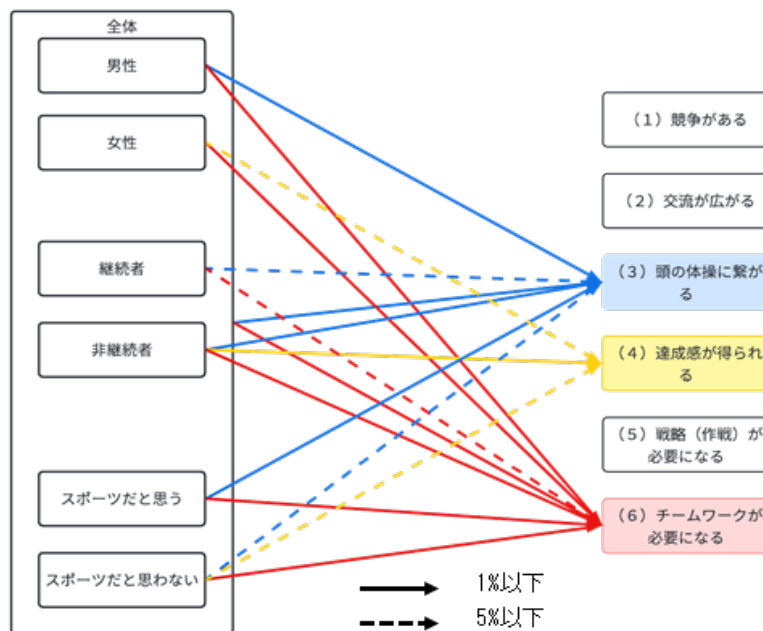 全体
男性
女性
継続者
非継続者
スポーツだと思う
スポーツだと思わない
（1）競争がある
（2）交流が広がる
（3）頭の体操に繋が
る
（4）達成感が得られ
る
（5）戦略（作戦）が
必要になる
（6）チームワークが
必要になる
1%以下
5%以下